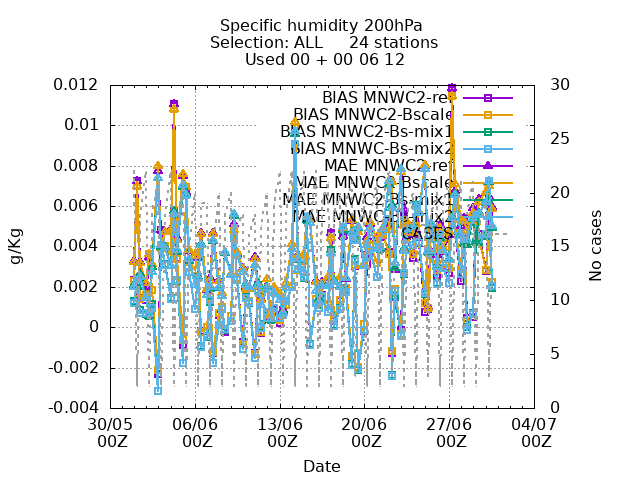 Specific humidity 200hPa
Selection: ALL 24 stations
Used 00 + 00 06 12
0.012
0.01
0.008
0.006
0.004
0.002
0
-0.002
-0.004
g/Kg
30
25
20
15
10
5
0
No cases
BIAS MNWC2-ref
BIAS MNWC2-Bscale
BIAS MNWC2-Bs-mix1
BIAS MNWC-Bs-mix2
MAE MNWC2-ref
MAE MNWC2-Bscale
MAE MNWC2-Bs-mix1
MAE MNWC-Bs-mix2
CASES
30/05 06/06 13/06 20/06 27/06 04/07
00Z 00Z 00Z 00Z 00Z 00Z
Date